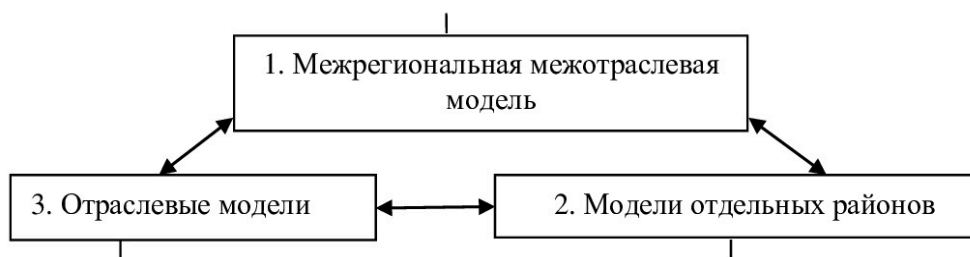 1. Межрегиональная межотраслевая
модель
3. Отраслевые модели
2. Модели отдельных районов